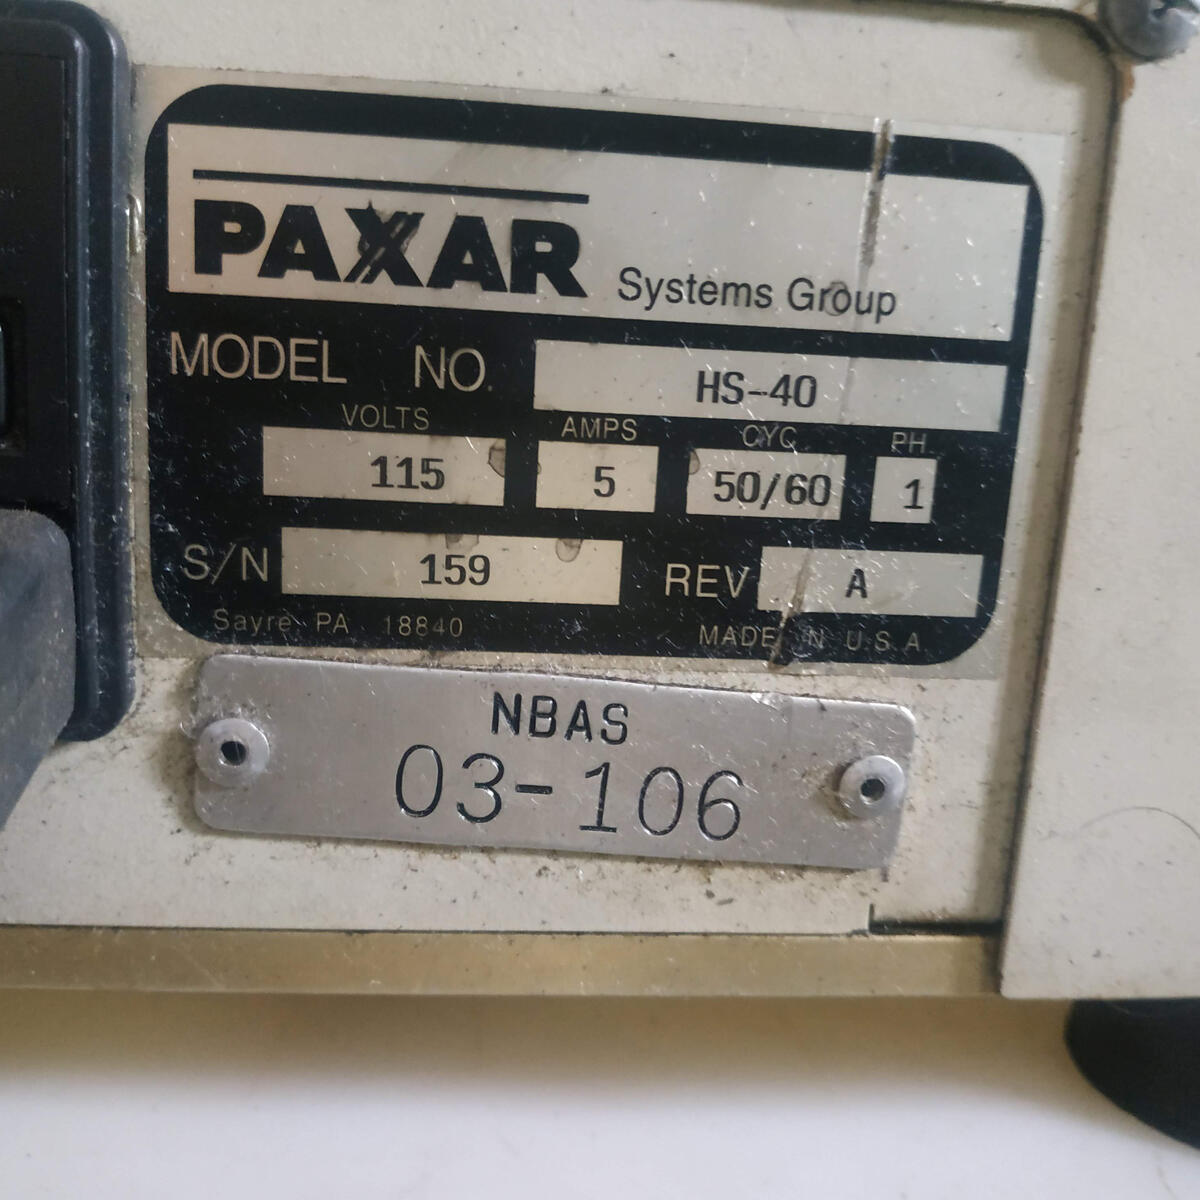 PAXAR Systems Group
MODEL NO. HS-40
VOLTS AMPS CYC PH.
115 5 50/60 1
S/N 159 REV A
Sayre PA 18840 MADE IN U.S.A
NBAS
03-106